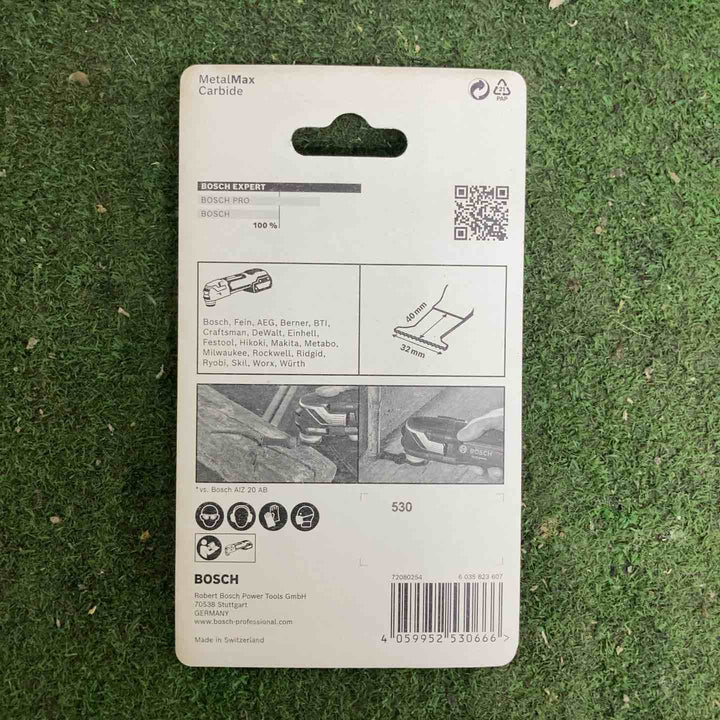 MetalMax
Carbide
21
PAP
BOSCH EXPERT
BOSCH PRO
BOSCH
100 %
Bosch, Fein, AEG, Berner, BTI,
Craftsman, DeWalt, Einhell,
Festool, Hikoki, Makita, Metabo,
Milwaukee, Rockwell, Ridgid,
Ryobi, Skil, Worx, Würth
40 mm
32 mm
BOSCH
*vs. Bosch AIZ 20 AB
530
BOSCH
Robert Bosch Power Tools GmbH
70538 Stuttgart
GERMANY
www.bosch-professional.com
Made in Switzerland
72080254 6 035 823 607
4 059952 530666 >